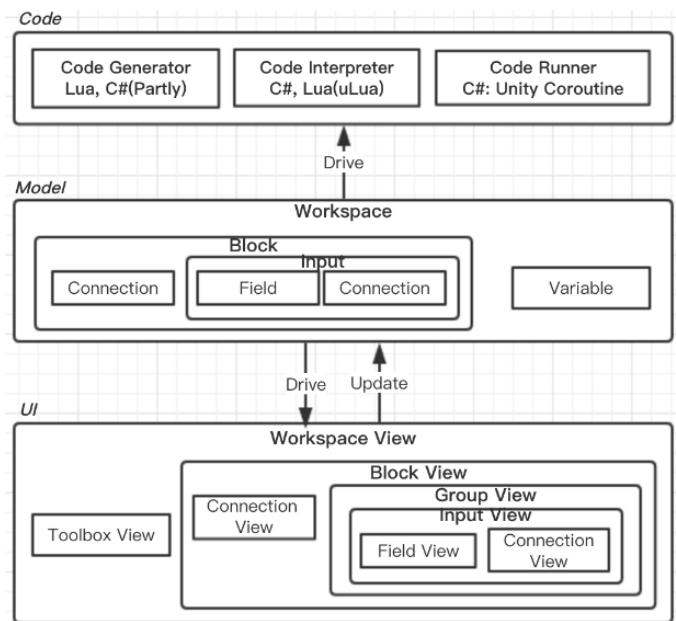 Code
Code Generator
Lua, C#(Partly)
Code Interpreter
C#, Lua(uLua)
Code Runner
C#: Unity Coroutine
Drive
Model
Workspace
Block
Input
Connection
Field
Connection
Variable
Drive
Update
UI
Workspace View
Block View
Group View
Input View
Toolbox View
Connection
View
Field View
Connection
View